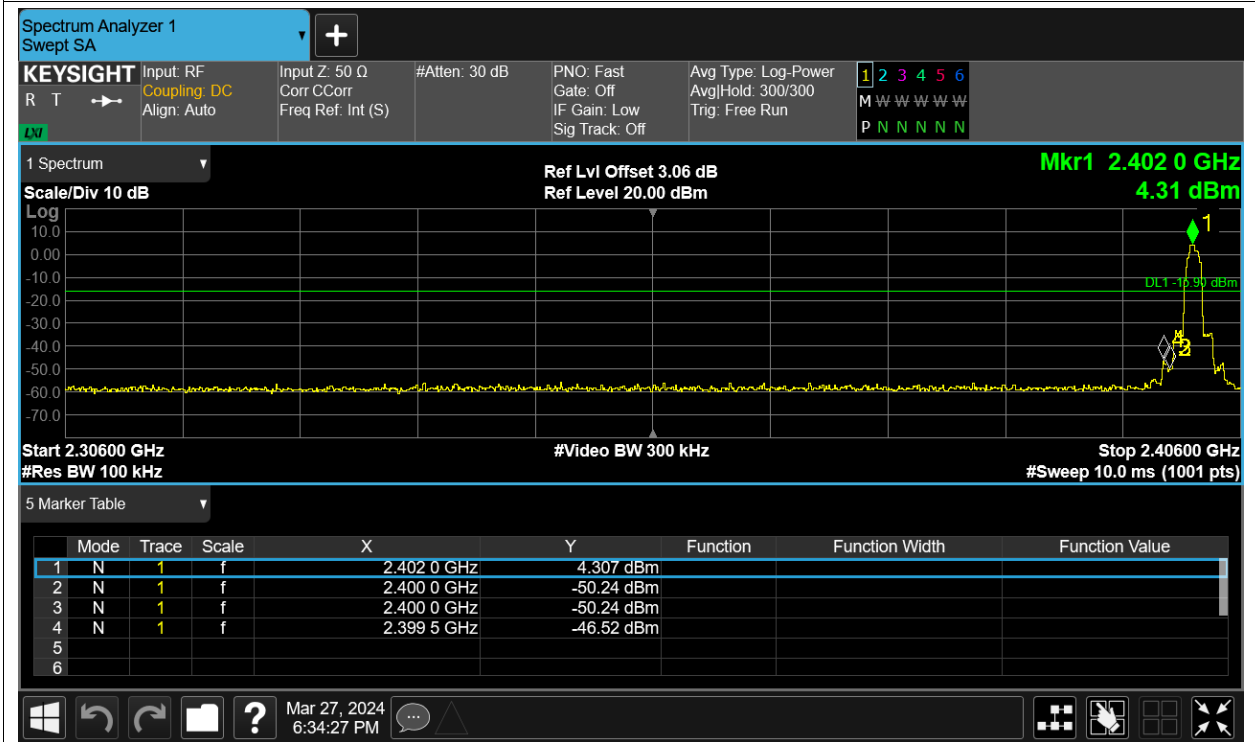 Spectrum Analyzer 1
Swept SA
KEYSIGHT Input: RF Input Z: 50 Ω #Atten: 30 dB PNO: Fast Avg Type: Log-Power 1 2 3 4 5 6
R T Coupling: DC Corr CCorr Gate: Off Avg|Hold: 300/300 M W W W W W
Align: Auto Freq Ref: Int (S) IF Gain: Low Trig: Free Run
LXI Sig Track: Off P N N N N N
1 Spectrum Ref Lvl Offset 3.06 dB Mkr1 2.402 0 GHz
Scale/Div 10 dB Ref Level 20.00 dBm 4.31 dBm
Log
1
10.0
0.00
-10.0
DL1 -15.90 dBm
-20.0
-30.0
-40.0
-50.0
-60.0
-70.0
Start 2.30600 GHz #Video BW 300 kHz Stop 2.40600 GHz
#Res BW 100 kHz #Sweep 10.0 ms (1001 pts)
5 Marker Table
Mode Trace Scale X Y Function Function Width Function Value
1 N 1 f 2.402 0 GHz 4.307 dBm
2 N 1 f 2.400 0 GHz -50.24 dBm
3 N 1 f 2.400 0 GHz -50.24 dBm
4 N 1 f 2.399 5 GHz -46.52 dBm
5
6
? Mar 27, 2024
6:34:27 PM